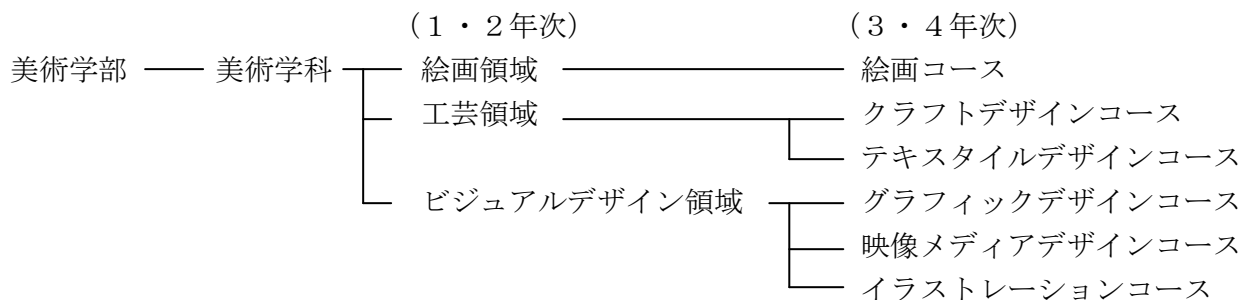 （１・２年次） （３・４年次）
美術学部 美術学科 絵画領域 絵画コース
工芸領域 クラフトデザインコース
テキスタイルデザインコース
ビジュアルデザイン領域 グラフィックデザインコース
映像メディアデザインコース
イラストレーションコース